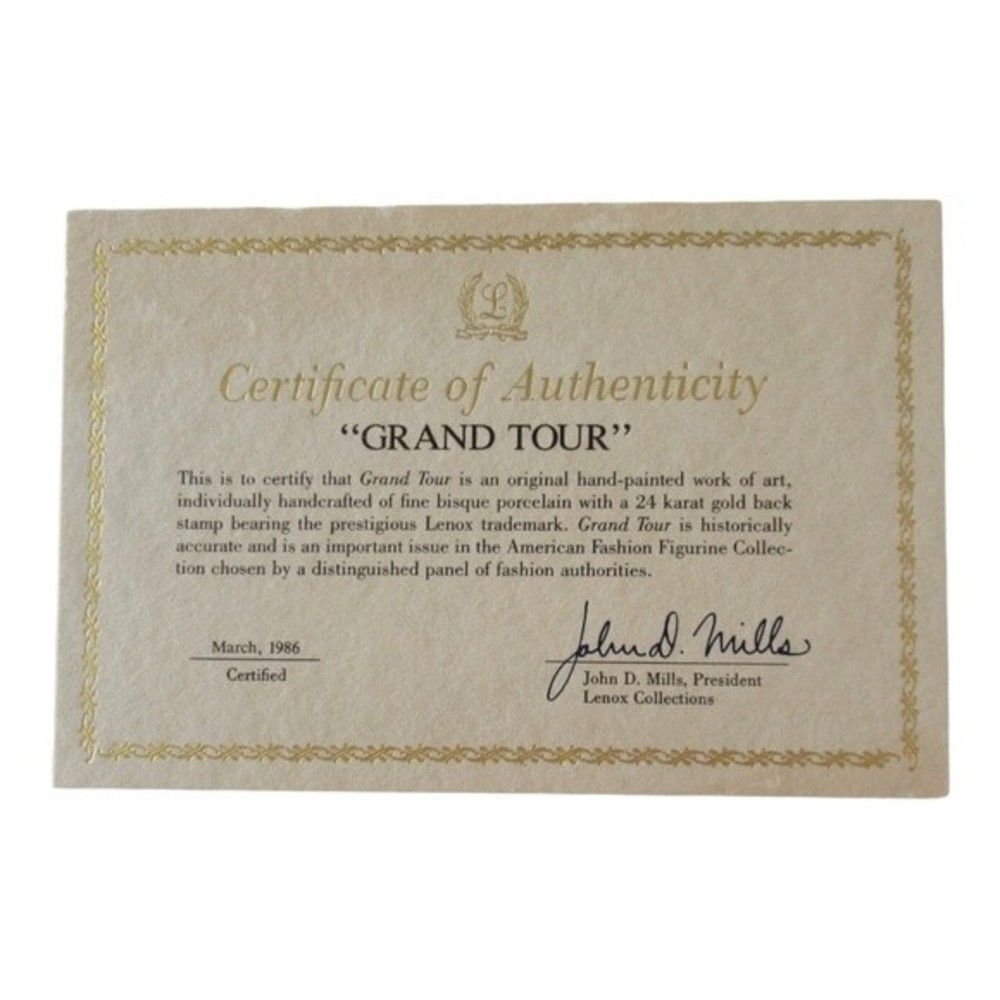 L
Certificate of Authenticity
“GRAND TOUR”
This is to certify that Grand Tour is an original hand-painted work of art,
individually handcrafted of fine bisque porcelain with a 24 karat gold back
stamp bearing the prestigious Lenox trademark. Grand Tour is historically
accurate and is an important issue in the American Fashion Figurine Collec-
tion chosen by a distinguished panel of fashion authorities.
March, 1986
Certified
John D. Mills
John D. Mills, President
Lenox Collections